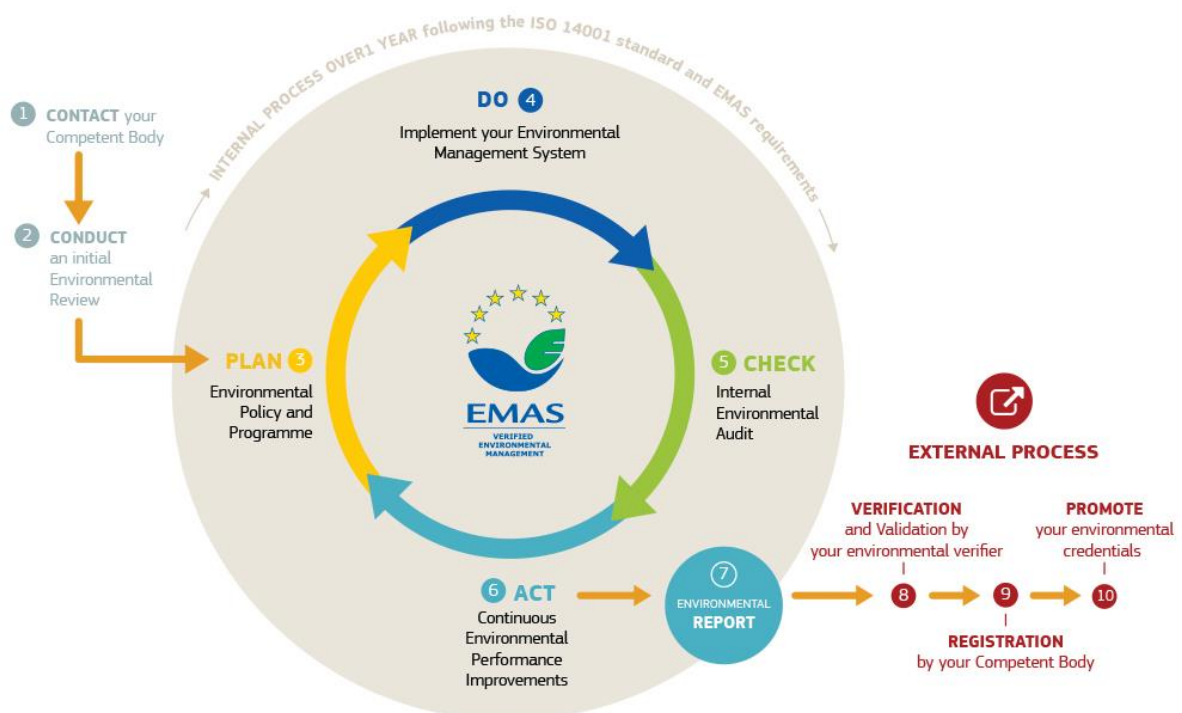 INTERNAL PROCESS OVER1 YEAR following the ISO 14001 standard and EMAS requirements
1 CONTACT your
Competent Body
2 CONDUCT
an initial
Environmental
Review
PLAN 3
Environmental
Policy and
Programme
DO 4
Implement your Environmental
Management System
5 CHECK
Internal
Environmental
Audit
EMAS
VERIFIED
ENVIRONMENTAL
MANAGEMENT
6 ACT
Continuous
Environmental
Performance
Improvements
7
ENVIRONMENTAL
REPORT
EXTERNAL PROCESS
VERIFICATION
and Validation by
your environmental verifier
8
9
REGISTRATION
by your Competent Body
PROMOTE
your environmental
credentials
10